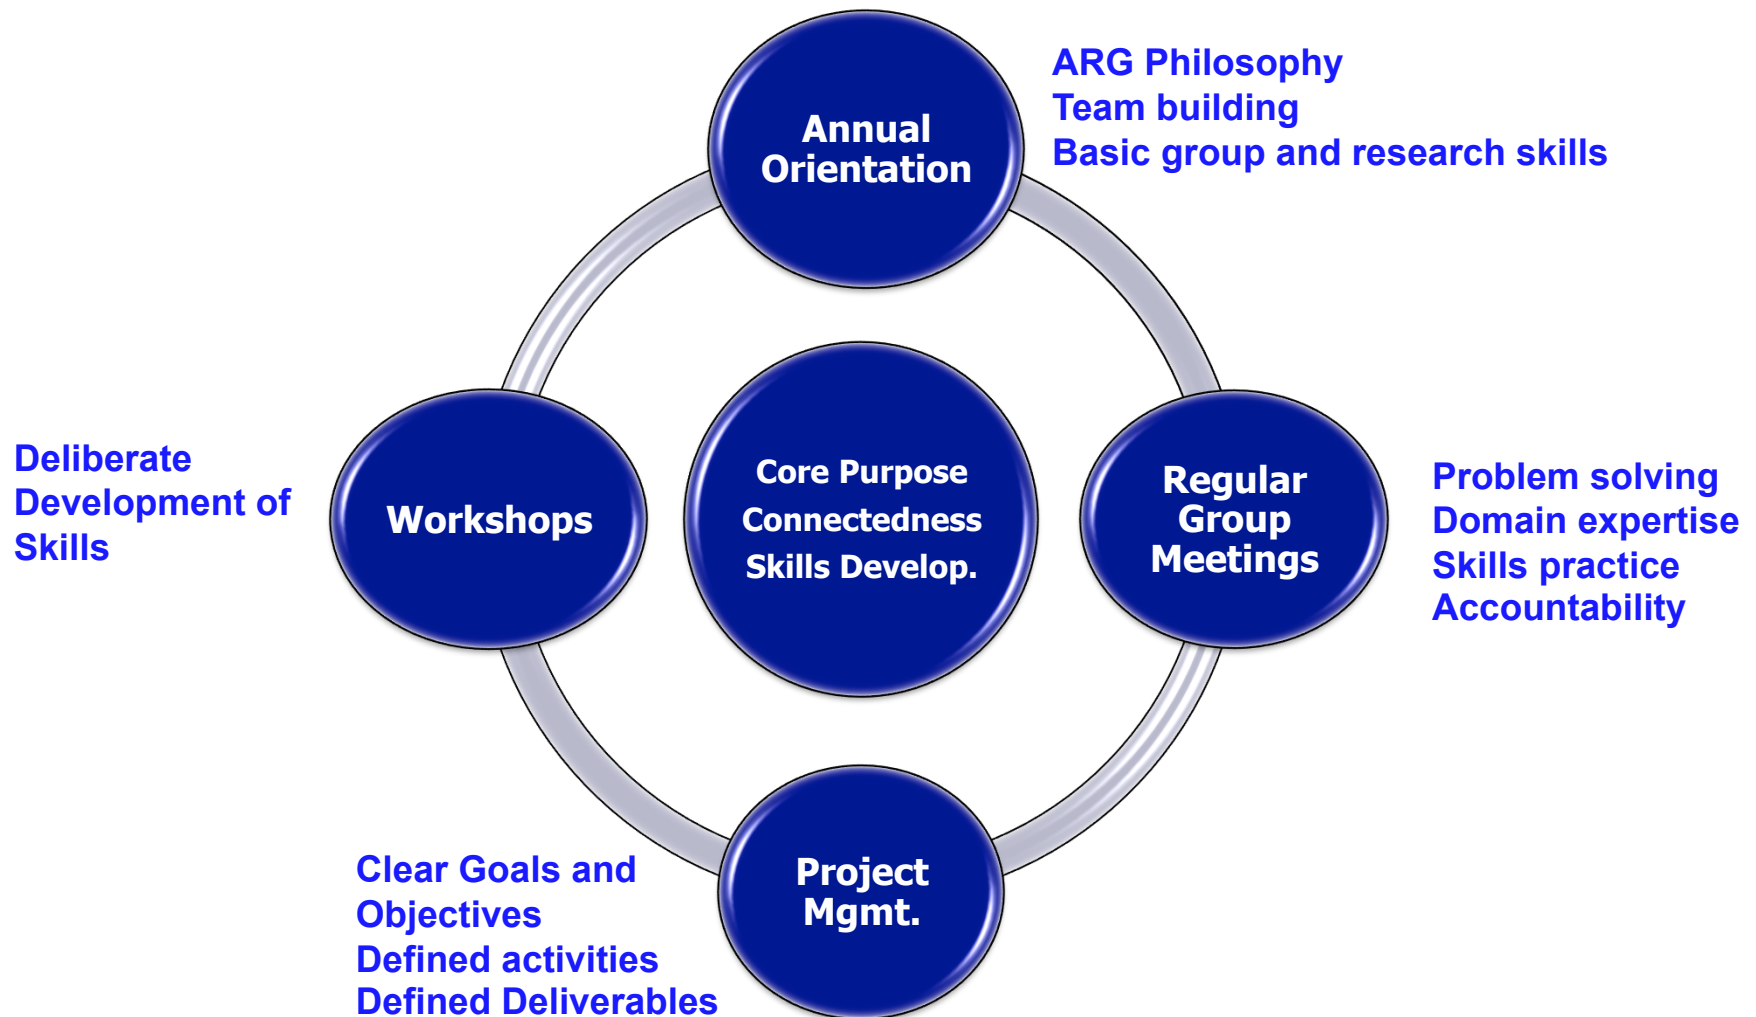 Annual
Orientation
ARG Philosophy
Team building
Basic group and research skills
Deliberate
Development of
Skills
Workshops
Core Purpose
Connectedness
Skills Develop.
Regular
Group
Meetings
Problem solving
Domain expertise
Skills practice
Accountability
Clear Goals and
Objectives
Defined activities
Defined Deliverables
Project
Mgmt.